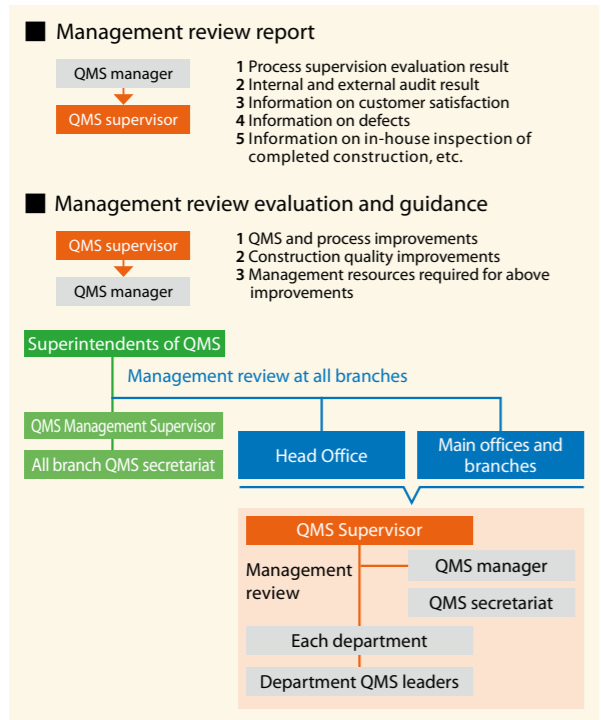 ■ Management review report
QMS manager
QMS supervisor
1 Process supervision evaluation result
2 Internal and external audit result
3 Information on customer satisfaction
4 Information on defects
5 Information on in-house inspection of
completed construction, etc.
■ Management review evaluation and guidance
QMS supervisor
QMS manager
1 QMS and process improvements
2 Construction quality improvements
3 Management resources required for above
improvements
Superintendents of QMS
Management review at all branches
QMS Management Supervisor
All branch QMS secretariat
Head Office
Main offices and
branches
QMS Supervisor
Management
review
QMS manager
QMS secretariat
Each department
Department QMS leaders